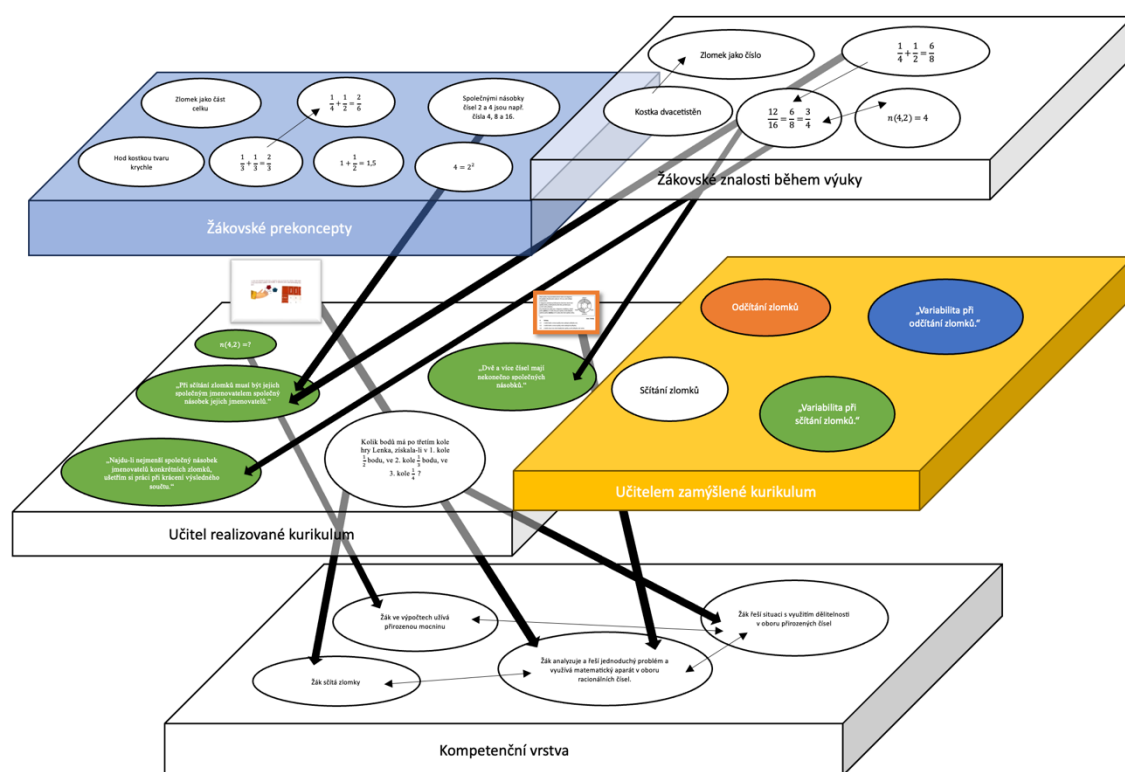 Zlomek jako část
celku
1/4 + 1/2 = 2/6
Společnými násobky
čísel 2 a 4 jsou např.
čísla 4, 8 a 16.
Hod kostkou tvaru
krychle
1/3 + 1/3 = 2/3
1 + 1/2 = 1,5
4 = 2²
Žákovské prekoncepty
Zlomek jako číslo
1/4 + 1/2 = 6/8
Kostka dvacetistěn
12/16 = 6/8 = 3/4
n(4,2) = 4
Žákovské znalosti během výuky
n(4,2) =?
„Při sčítání zlomků musí být jejich
společným jmenovatelem společný
násobek jejich jmenovatelů.“
„Dvě a více čísel mají
nekonečno společných
násobků.“
„Najdu-li nejmenší společný násobek
jmenovatelů konkrétních zlomků,
ušetřím si práci při krácení výsledného
součtu.“
Kolik bodů má po třetím kole
hry Lenka, získala-li v 1. kole
1/2 bodu, ve 2. kole 1/3 bodu, ve
3. kole 1/4 ?
Učitel realizované kurikulum
Odčítání zlomků
„Variabilita při
odčítání zlomků.“
Sčítání zlomků
„Variabilita při
sčítání zlomků.“
Učitelem zamýšlené kurikulum
Žák ve výpočtech užívá
přirozenou mocninu
Žák řeší situaci s využitím dělitelnosti
v oboru přirozených čísel
Žák sčítá zlomky
Žák analyzuje a řeší jednoduchý problém a
využívá matematický aparát v oboru
racionálních čísel.
Kompetenční vrstva